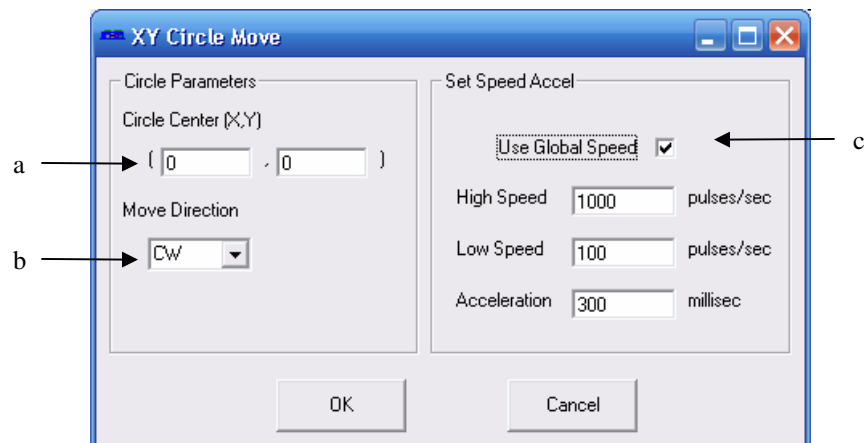 XY Circle Move
Circle Parameters
Circle Center (X,Y)
a
( 0 , 0 )
Move Direction
b
CW
Set Speed Accel
c
Use Global Speed
High Speed 1000 pulses/sec
Low Speed 100 pulses/sec
Acceleration 300 millisec
OK
Cancel